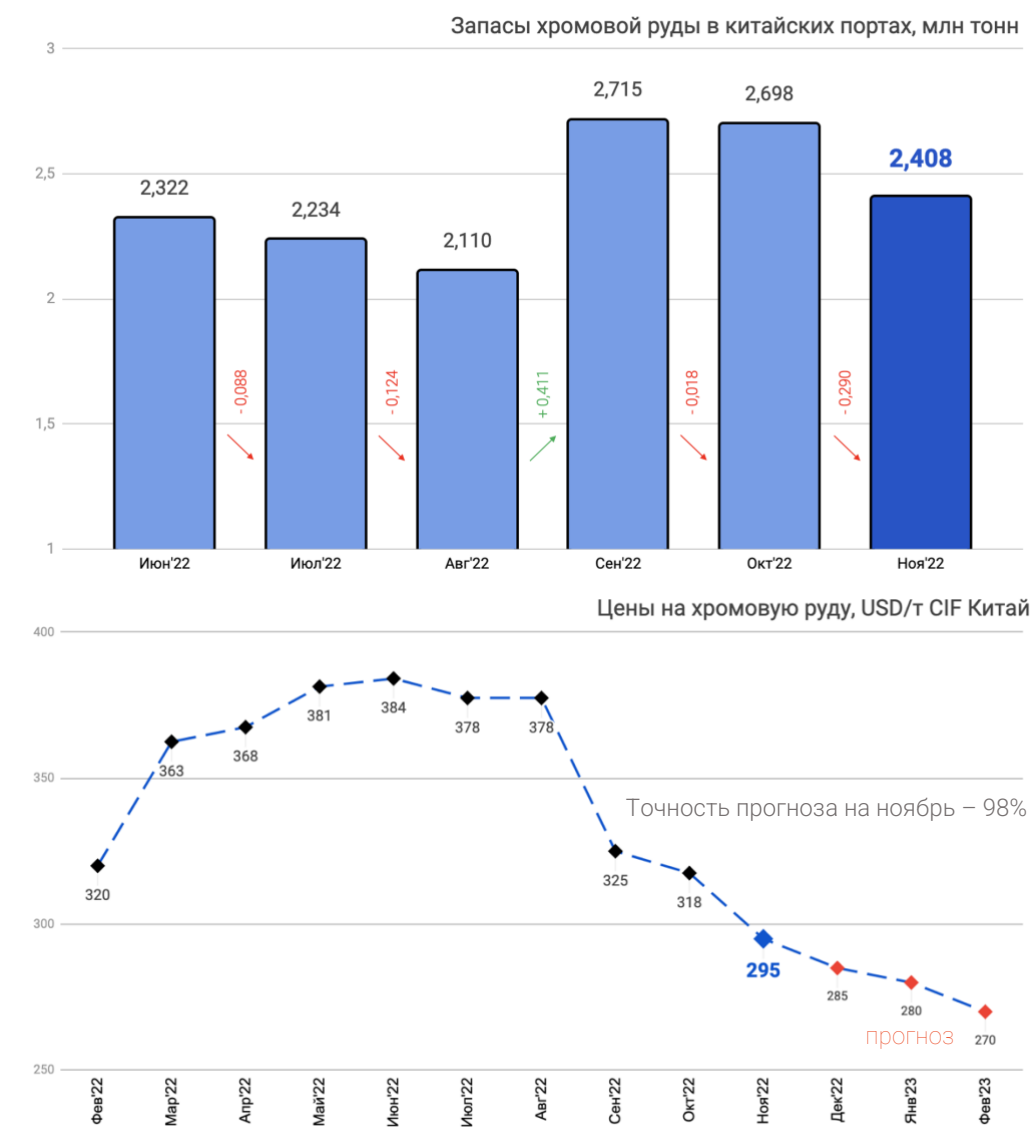 Запасы хромовой руды в китайских портах, млн тонн
3
2,715
2,698
2,408
2,5
2,322
2,234
2,110
2
- 0,088
- 0,124
+ 0,411
- 0,018
- 0,290
1,5
1
Июн'22 Июл'22 Авг'22 Сен'22 Окт'22 Ноя'22
Цены на хромовую руду, USD/т CIF Китай
400
381
384
378
378
368
363
350
Точность прогноза на ноябрь – 98%
320
325
318
300
295
285
280
прогноз
270
250
Фев'22
Мар'22
Апр'22
Май'22
Июн'22
Июл'22
Авг'22
Сен'22
Окт'22
Ноя'22
Дек'22
Янв'23
Фев'23